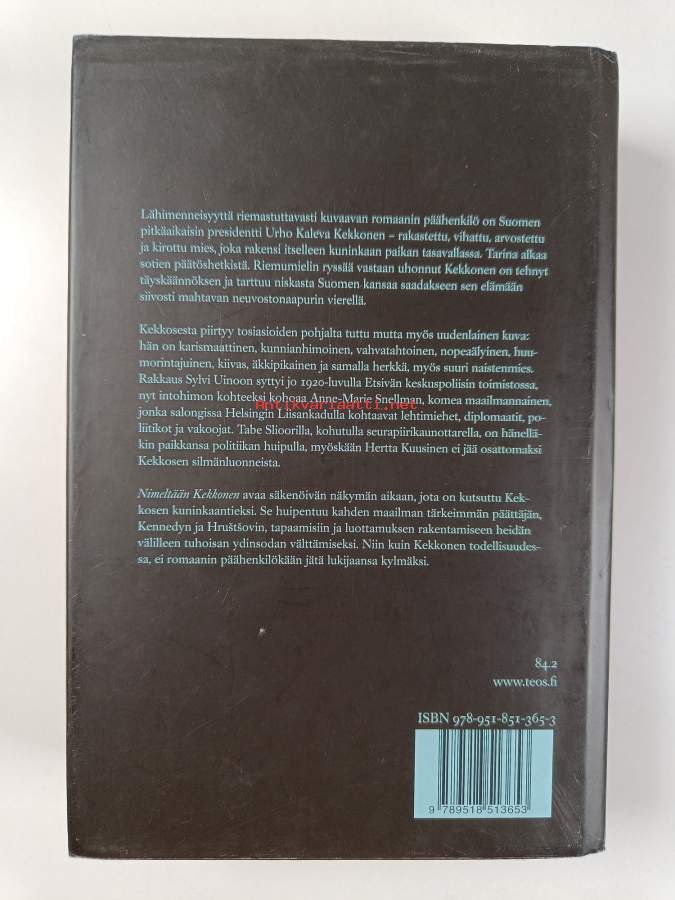 Lähimenneisyyttä riemastuttavasti kuvaavan romaanin päähenkilö on Suomen
pitkäaikaisin presidentti Urho Kaleva Kekkonen – rakastettu, vihattu, arvostettu
ja kirottu mies, joka rakensi itselleen kuninkaan paikan tasavallassa. Tarina alkaa
sotien päätöshetkistä. Riemumielin ryssää vastaan uhonnut Kekkonen on tehnyt
täyskäännöksen ja tarttuu niskasta Suomen kansaa saadakseen sen elämään
siivosti mahtavan neuvostonaapurin vierellä.
Kekkosesta piirtyy tosiasioiden pohjalta tuttu mutta myös uudenlainen kuva:
hän on karismaattinen, kunnianhimoinen, vahvatahtoinen, nopeaälyinen, huu-
morintajuinen, kiivas, äkkipikainen ja samalla herkkä, myös suuri naistenmies.
Rakkaus Sylvi Uinoon syttyi jo 1920-luvulla Etsivän keskuspoliisin toimistossa,
nyt intohimon kohteeksi kohoaa Anne-Marie Snellman, komea maailmannainen,
jonka salongissa Helsingin Liisankadulla kohtaavat lehtimiehet, diplomaatit, po-
liitikot ja vakoojat. Tabe Slioorilla, kohutulla seurapiirikaunottarella, on hänellä-
kin paikkansa politiikan huipulla, myöskään Hertta Kuusinen ei jää osattomaksi
Kekkosen silmänluonneista.
Nimeltään Kekkonen avaa säkenöivän näkymän aikaan, jota on kutsuttu Kek-
kosen kuninkaantieksi. Se huipentuu kahden maailman tärkeimmän päättäjän,
Kennedyn ja Hruštšovin, tapaamisiin ja luottamuksen rakentamiseen heidän
välilleen tuhoisan ydinsodan välttämiseksi. Niin kuin Kekkonen todellisuudes-
sa, ei romaanin päähenkilökään jätä lukijaansa kylmäksi.
Antikvariaatti.net
84.2
www.teos.fi
ISBN 978-951-851-365-3
9 789518 513653